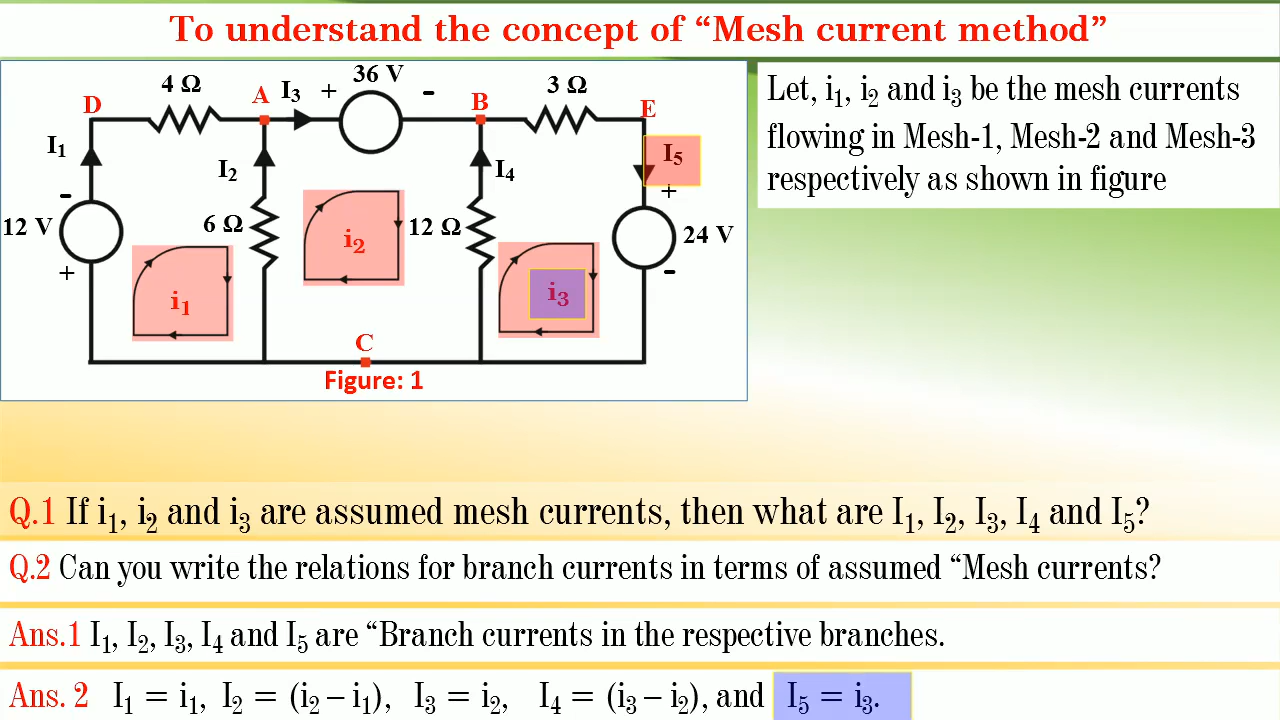 To understand the concept of “Mesh current method”
4 Ω
36 V
3 Ω
D
A
I₃
+
-
B
E
I₁
I₂
I₄
I₅
-
+
12 V
6 Ω
i₂
12 Ω
24 V
+
-
i₁
i₃
C
Figure: 1
Let, i₁, i₂ and i₃ be the mesh currents
flowing in Mesh-1, Mesh-2 and Mesh-3
respectively as shown in figure
Q.1 If i₁, i₂ and i₃ are assumed mesh currents, then what are I₁, I₂, I₃, I₄ and I₅?
Q.2 Can you write the relations for branch currents in terms of assumed “Mesh currents?
Ans.1 I₁, I₂, I₃, I₄ and I₅ are “Branch currents in the respective branches.
Ans. 2 I₁ = i₁, I₂ = (i₂ – i₁), I₃ = i₂, I₄ = (i₃ – i₂), and I₅ = i₃.